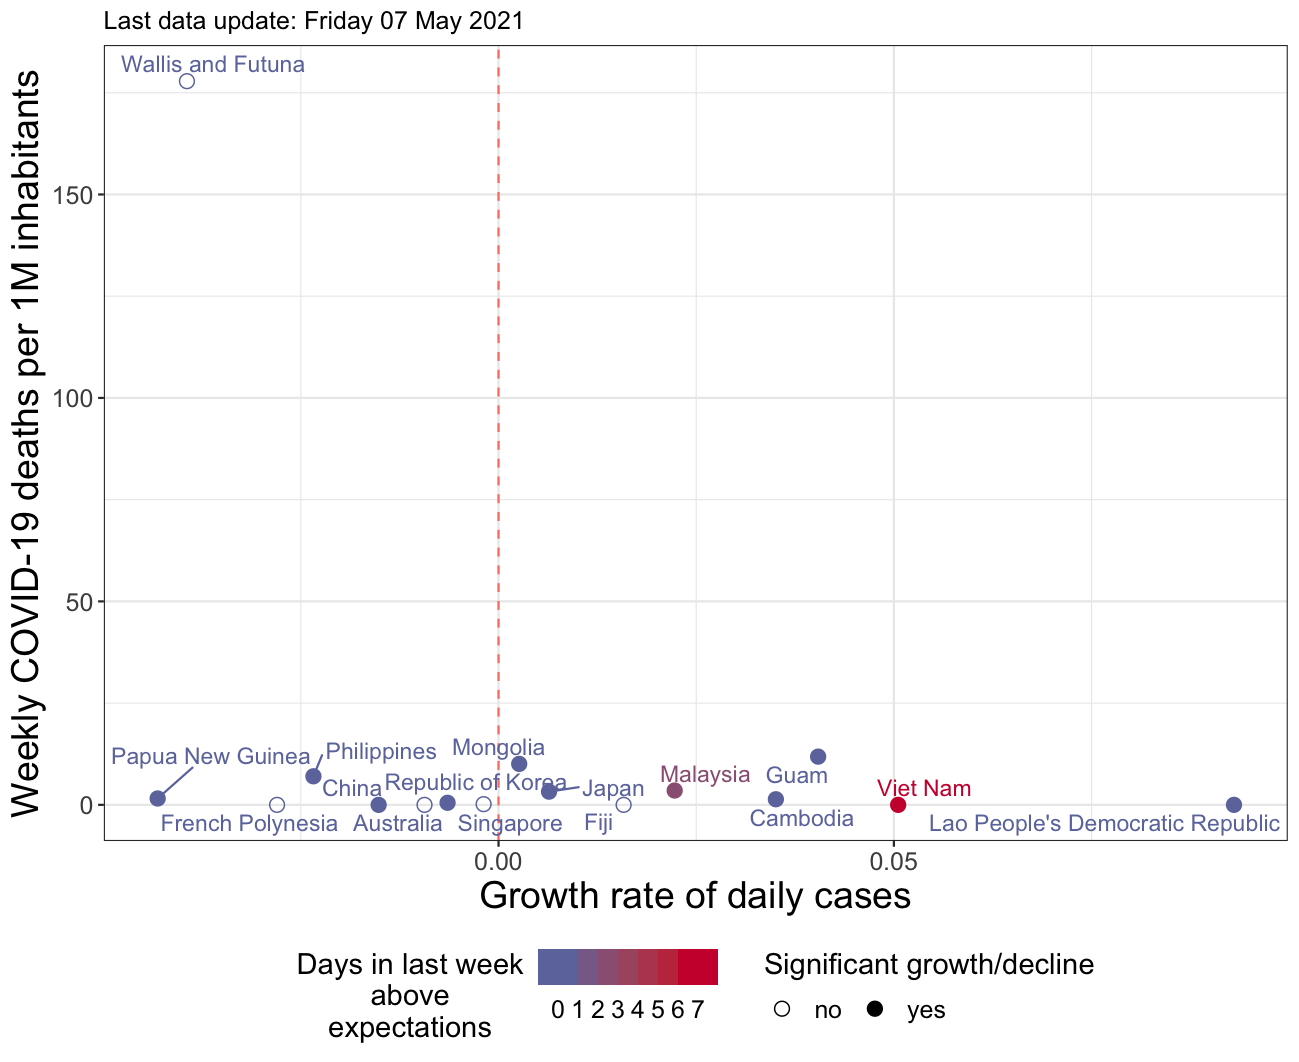 Last data update: Friday 07 May 2021
Weekly COVID-19 deaths per 1M inhabitants
150
100
50
0
Wallis and Futuna
Papua New Guinea
Philippines
Mongolia
China
Republic of Korea
Japan
Malaysia
Guam
Viet Nam
French Polynesia
Australia
Singapore
Fiji
Cambodia
Lao People's Democratic Republic
0.00
0.05
Growth rate of daily cases
Days in last week
above
expectations
0 1 2 3 4 5 6 7
Significant growth/decline
no
yes